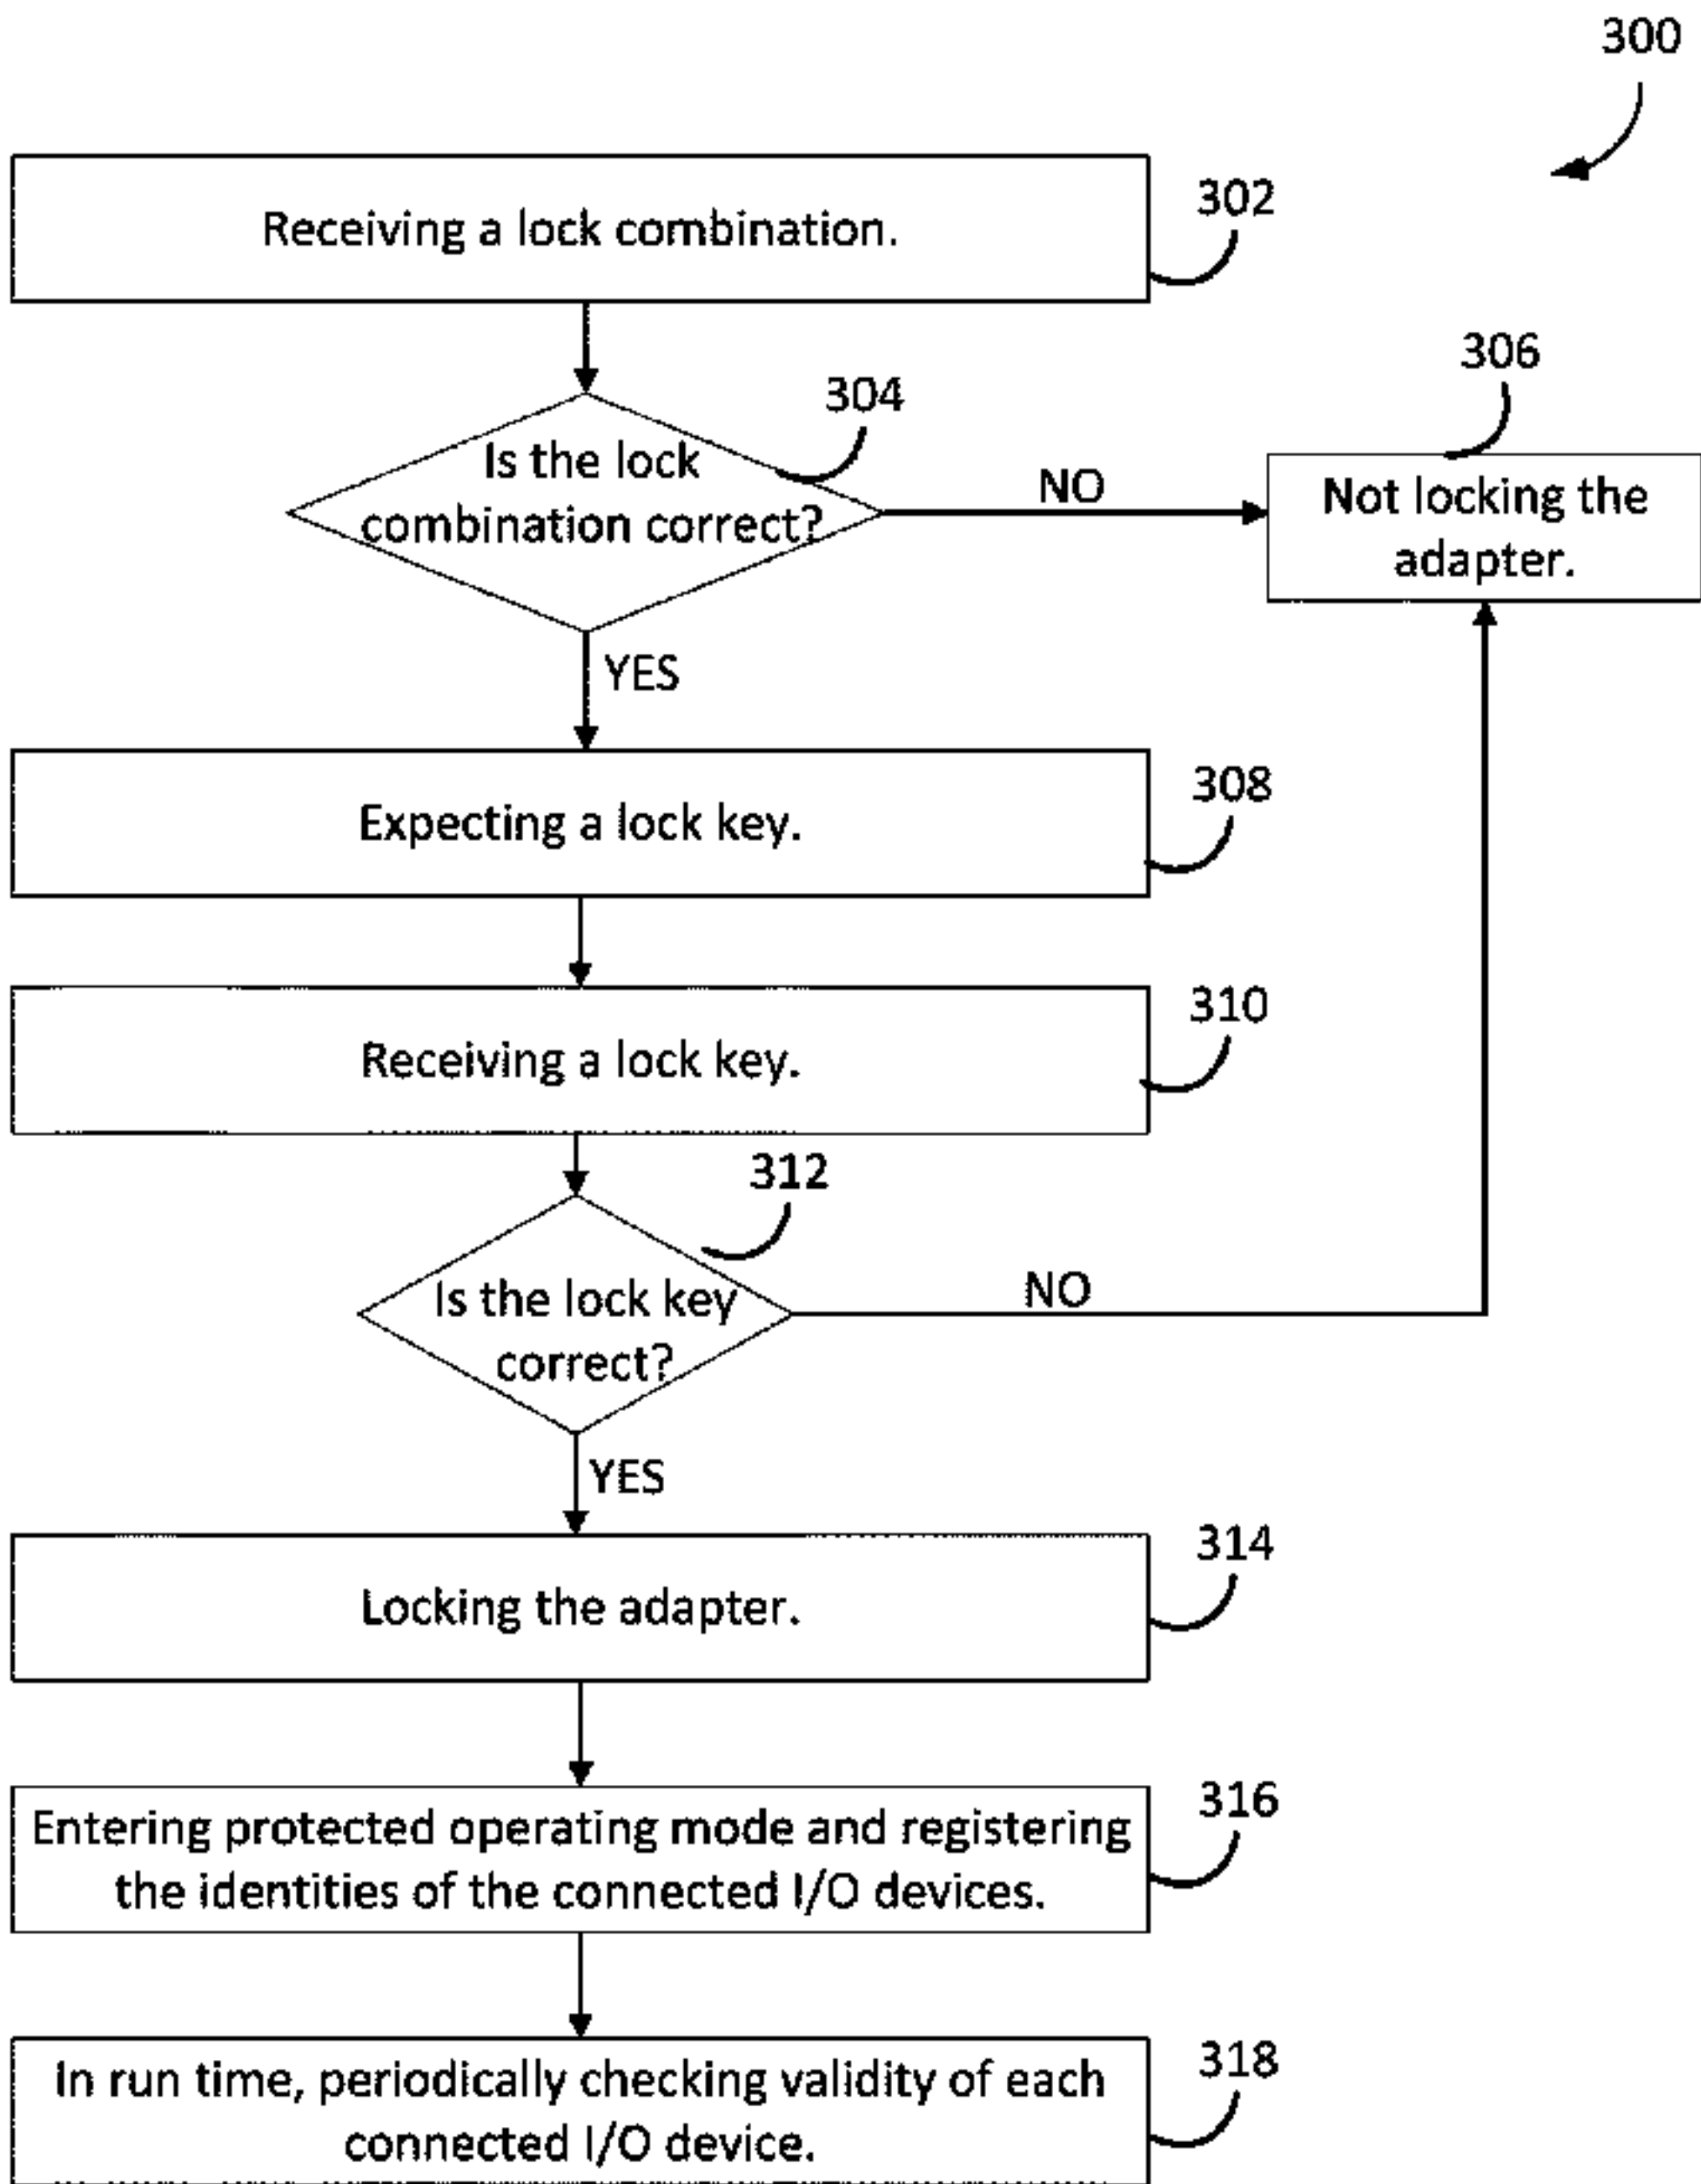 300
Receiving a lock combination.
302
304
Is the lock
combination correct?
NO
306
Not locking the
adapter.
YES
Expecting a lock key.
308
Receiving a lock key.
310
312
Is the lock key
correct?
NO
YES
Locking the adapter.
314
Entering protected operating mode and registering
the identities of the connected I/O devices.
316
In run time, periodically checking validity of each
connected I/O device.
318